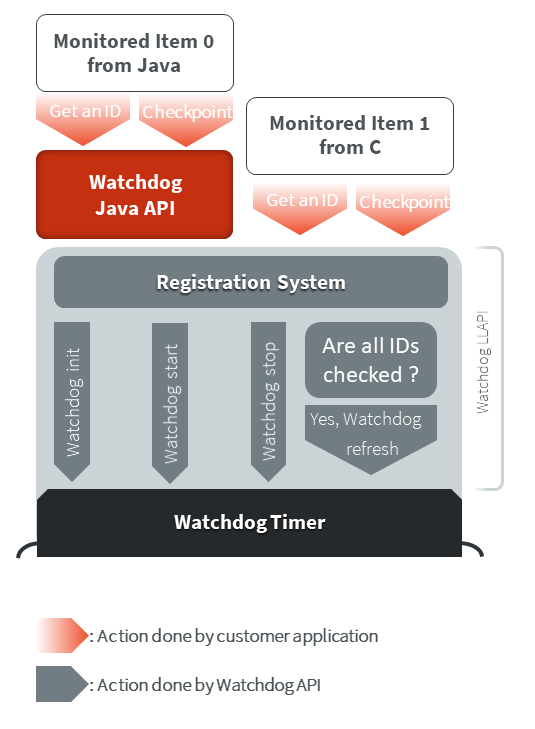 Monitored Item 0
from Java
Get an ID
Checkpoint
Monitored Item 1
from C
Watchdog
Java API
Get an ID
Checkpoint
Registration System
Watchdog init
Watchdog start
Watchdog stop
Are all IDs
checked ?
Yes, Watchdog
refresh
Watchdog LLAPI
Watchdog Timer
: Action done by customer application
: Action done by Watchdog API